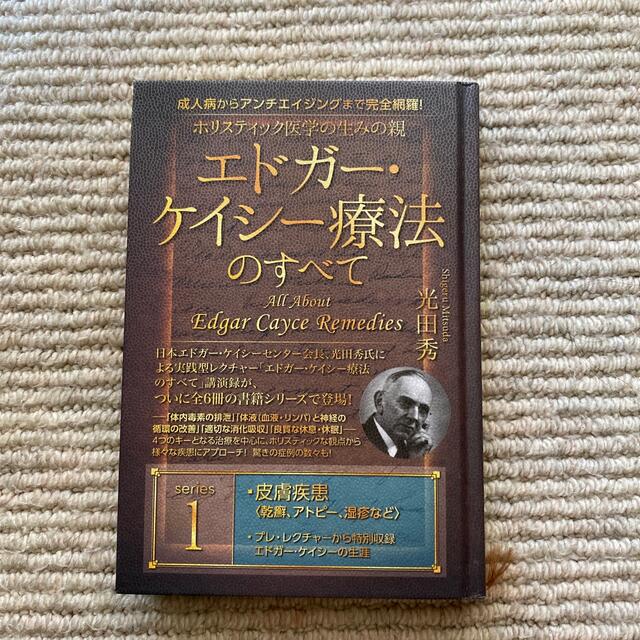 成人病からアンチエイジングまで完全網羅!
ホリスティック医学の生みの親
エドガー・
ケイシー療法
のすべて
All About
Edgar Cayce Remedies
Shigeru Mitsuda
光田秀
日本エドガー・ケイシーセンター会長、光田秀氏に
よる実践型レクチャー「エドガー・ケイシー療法
のすべて」講演録が、
ついに全6冊の書籍シリーズで登場!
──「体内毒素の排泄」「体液(血液・リンパ)と神経の
循環の改善」「適切な消化吸収」「良質な休息・休眠」──
4つのキーとなる治療を中心に、ホリスティックな観点から
様々な疾患にアプローチ! 驚きの症例の数々も!
series
1
・皮膚疾患
〈乾癬、アトピー、湿疹など〉
・プレ・レクチャーから特別収録
エドガー・ケイシーの生涯